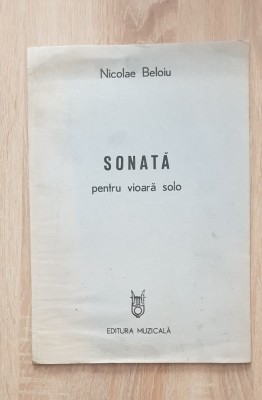 Nicolae Beloiu
SONATĂ
pentru vioară solo
EDITURA MUZICALĂ